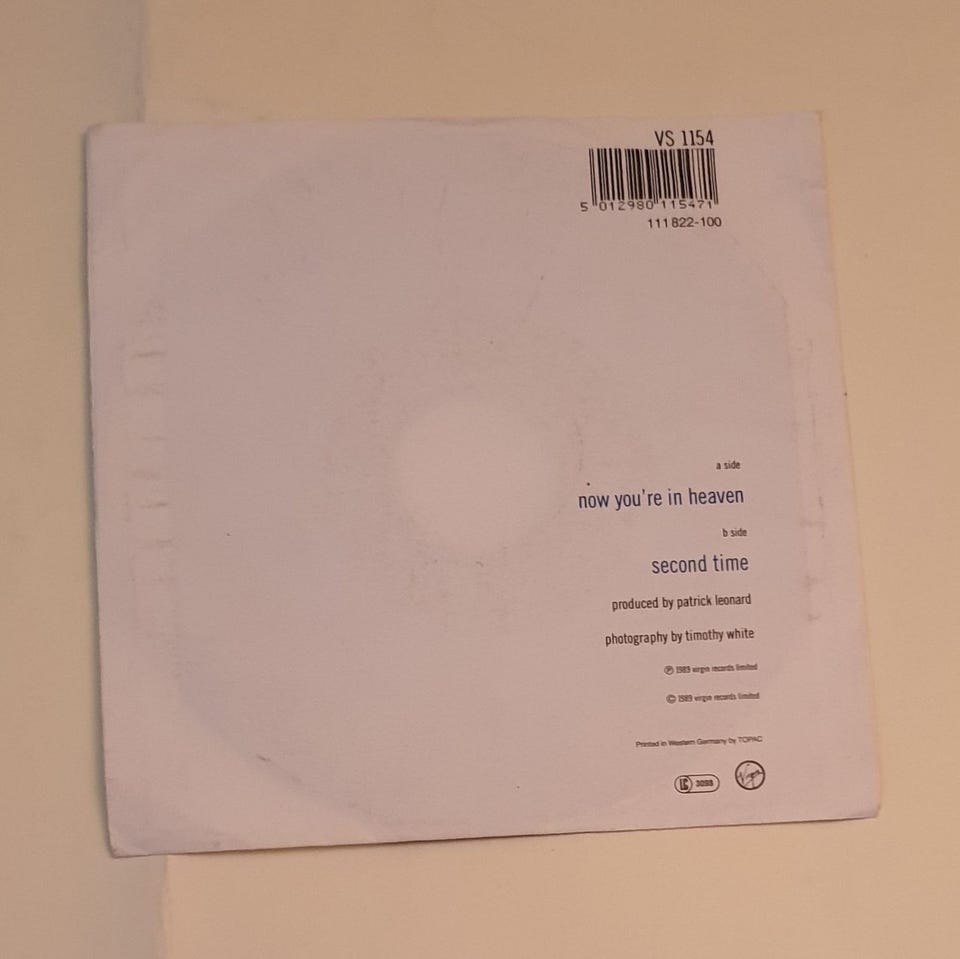 VS 1154
5 012980 115471
111 822-100
a side
now you're in heaven
b side
second time
produced by patrick leonard
photography by timothy white
℗ 1989 virgin records limited
© 1989 virgin records limited
Printed in Western Germany by TOPAC
LC 3098
Virgin